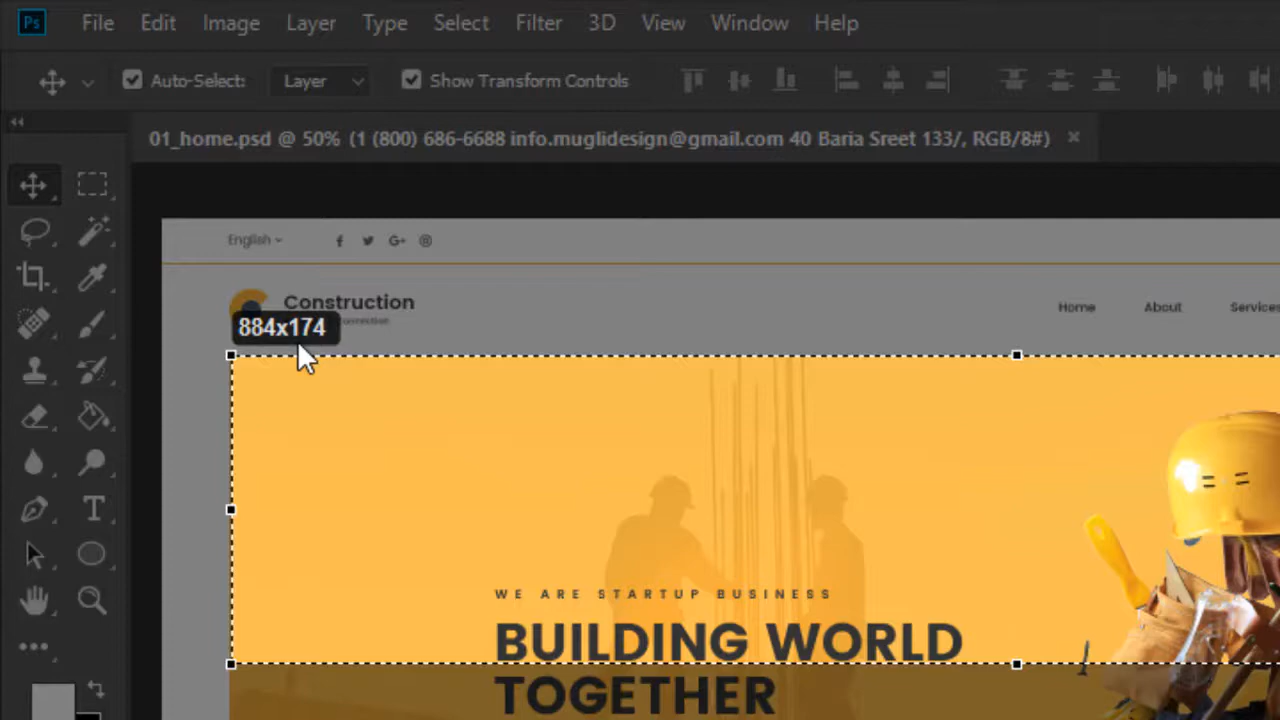 Ps File Edit Image Layer Type Select Filter 3D View Window Help
Auto-Select: Layer Show Transform Controls
01_home.psd @ 50% (1 (800) 686-6688 info.muglidesign@gmail.com 40 Baria Sreet 133/, RGB/8#) ×
English
Construction
Home About Services
884x174
WE ARE STARTUP BUSINESS
BUILDING WORLD
TOGETHER